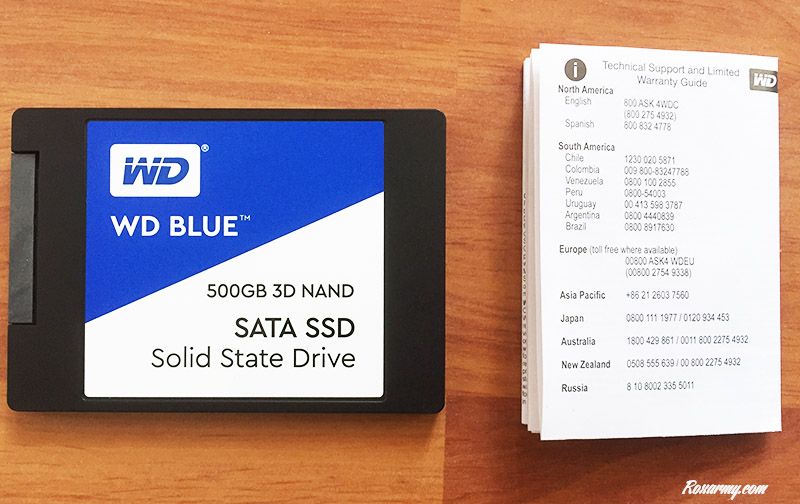 WD®
WD BLUE™
500GB 3D NAND
SATA SSD
Solid State Drive
i
Technical Support and Limited
Warranty Guide
WD
North America
English 800 ASK 4WDC
(800 275 4932)
Spanish 800 832 4778
South America
Chile 1230 020 5871
Colombia 009 800-83247788
Venezuela 0800 100 2855
Peru 0800-54003
Uruguay 00 413 598 3787
Argentina 0800 4440839
Brazil 0800 8917630
Europe (toll free where available)
00800 ASK4 WDEU
(00800 2754 9338)
Asia Pacific +86 21 2603 7560
Japan 0800 111 1977 / 0120 934 453
Australia 1800 429 861 / 0011 800 2275 4932
New Zealand 0508 555 639 / 00 800 2275 4932
Russia 8 10 8002 335 5011
Roxarmy.com